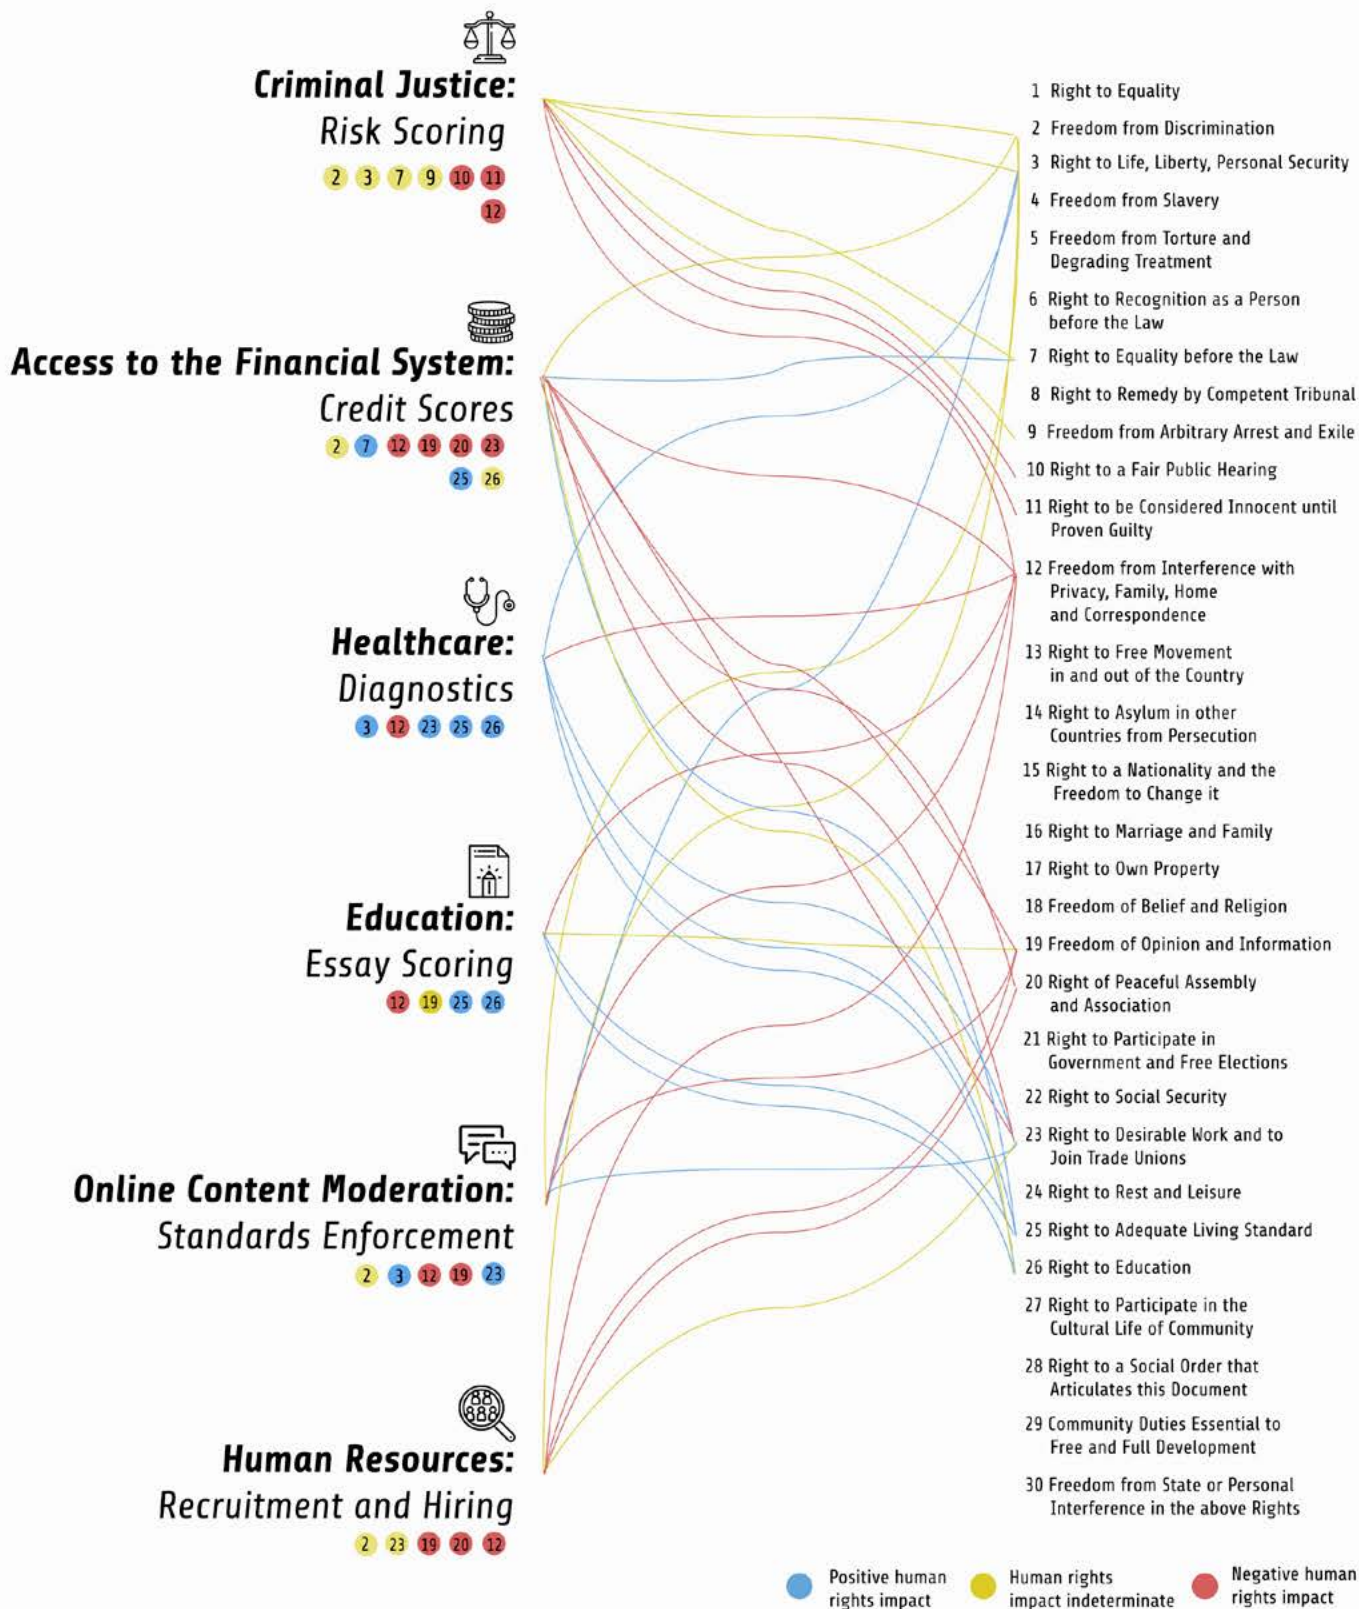 Criminal Justice:
Risk Scoring
2 3 7 9 10 11
12
Access to the Financial System:
Credit Scores
2 7 12 19 20 23
25 26
Healthcare:
Diagnostics
3 12 23 25 26
Education:
Essay Scoring
12 19 25 26
Online Content Moderation:
Standards Enforcement
2 3 12 19 23
Human Resources:
Recruitment and Hiring
2 23 19 20 12
1 Right to Equality
2 Freedom from Discrimination
3 Right to Life, Liberty, Personal Security
4 Freedom from Slavery
5 Freedom from Torture and
Degrading Treatment
6 Right to Recognition as a Person
before the Law
7 Right to Equality before the Law
8 Right to Remedy by Competent Tribunal
9 Freedom from Arbitrary Arrest and Exile
10 Right to a Fair Public Hearing
11 Right to be Considered Innocent until
Proven Guilty
12 Freedom from Interference with
Privacy, Family, Home
and Correspondence
13 Right to Free Movement
in and out of the Country
14 Right to Asylum in other
Countries from Persecution
15 Right to a Nationality and the
Freedom to Change it
16 Right to Marriage and Family
17 Right to Own Property
18 Freedom of Belief and Religion
19 Freedom of Opinion and Information
20 Right of Peaceful Assembly
and Association
21 Right to Participate in
Government and Free Elections
22 Right to Social Security
23 Right to Desirable Work and to
Join Trade Unions
24 Right to Rest and Leisure
25 Right to Adequate Living Standard
26 Right to Education
27 Right to Participate in the
Cultural Life of Community
28 Right to a Social Order that
Articulates this Document
29 Community Duties Essential to
Free and Full Development
30 Freedom from State or Personal
Interference in the above Rights
Positive human
rights impact
Human rights
impact indeterminate
Negative human
rights impact